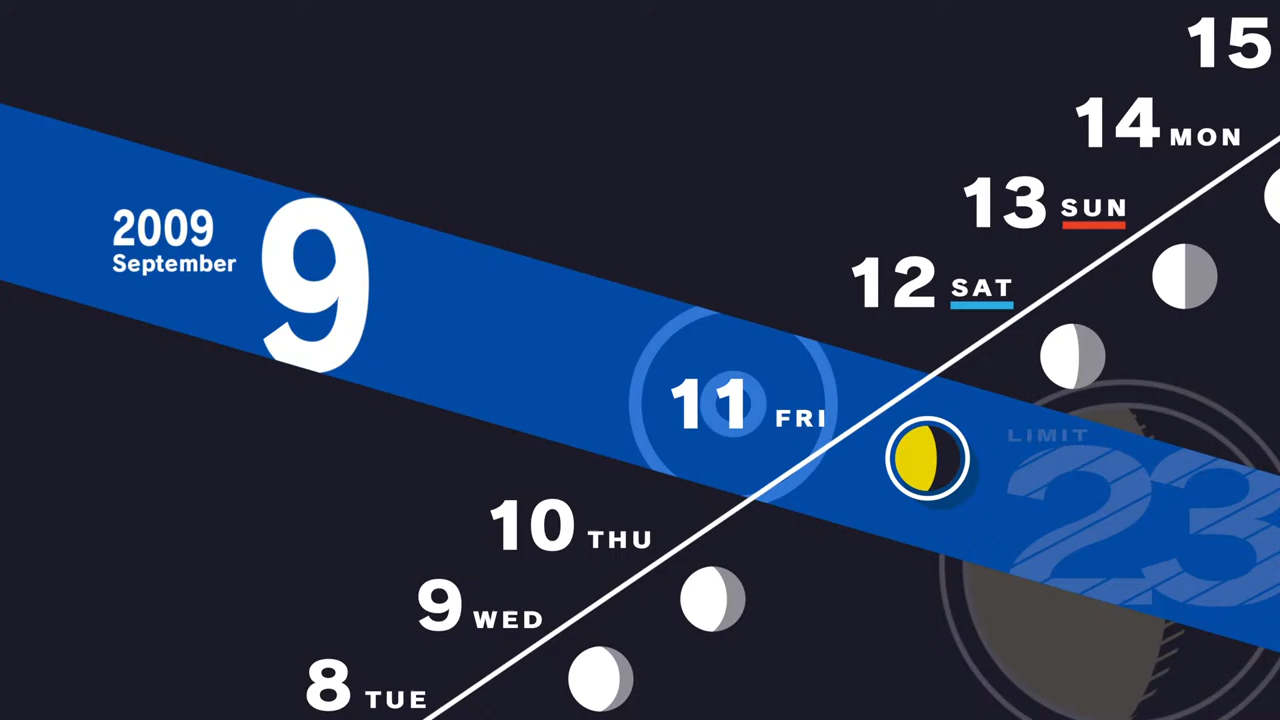 15
14 MON
13 SUN
12 SAT
2009
September
9
11 FRI
LIMIT
23
10 THU
9 WED
8 TUE